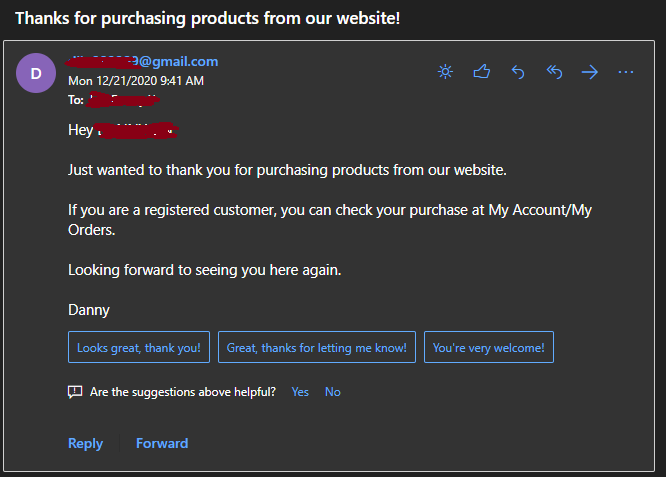 Thanks for purchasing products from our website!
D
@gmail.com
Mon 12/21/2020 9:41 AM
To:
Hey
Just wanted to thank you for purchasing products from our website.
If you are a registered customer, you can check your purchase at My Account/My
Orders.
Looking forward to seeing you here again.
Danny
Looks great, thank you! Great, thanks for letting me know! You're very welcome!
Are the suggestions above helpful? Yes No
Reply Forward